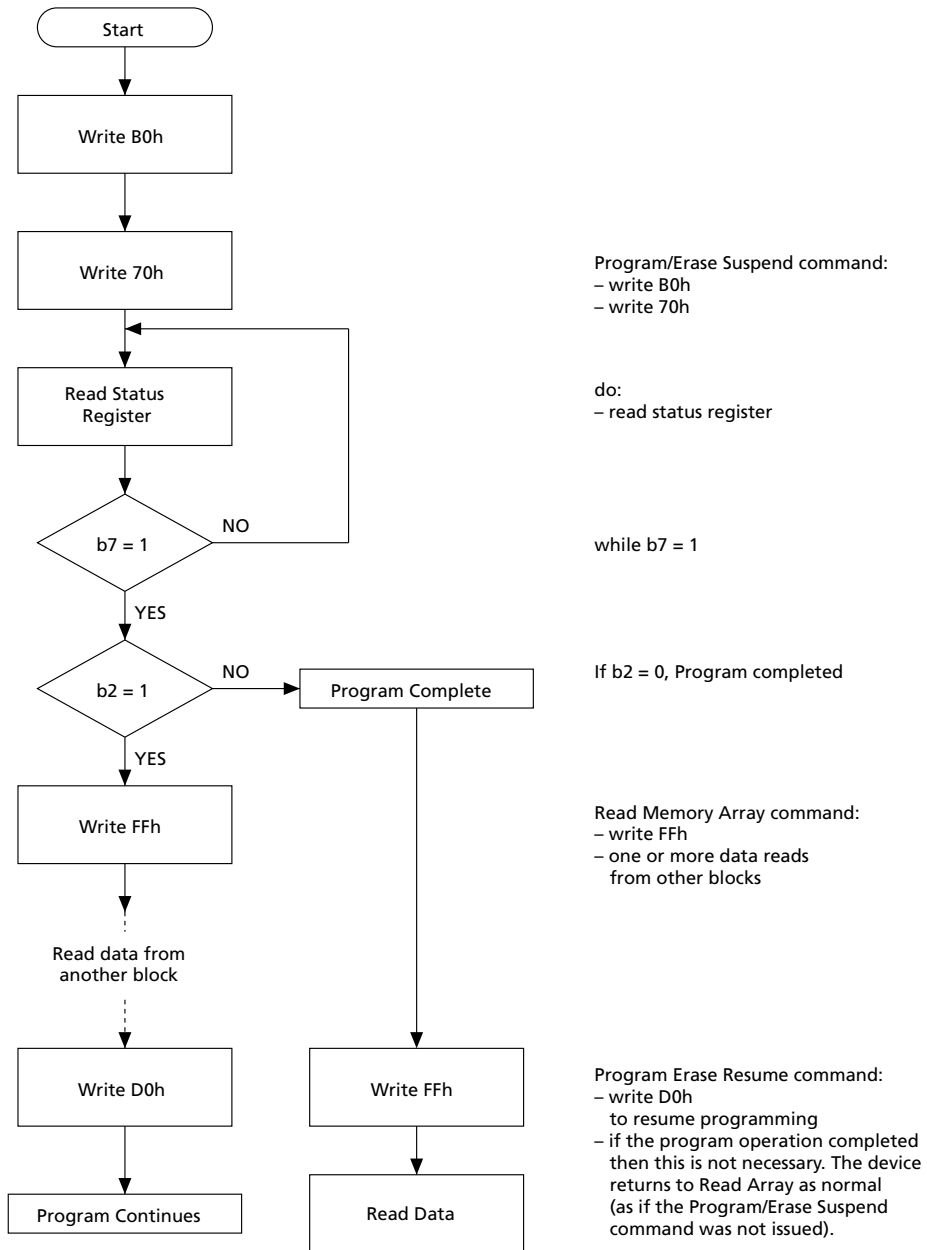 Start
Write B0h
Write 70h
Program/Erase Suspend command:
– write B0h
– write 70h
Read Status
Register
do:
– read status register
NO
b7 = 1
while b7 = 1
YES
NO
b2 = 1
Program Complete
If b2 = 0, Program completed
YES
Write FFh
Read Memory Array command:
– write FFh
– one or more data reads
from other blocks
Read data from
another block
Write D0h
Write FFh
Program Erase Resume command:
– write D0h
to resume programming
– if the program operation completed
then this is not necessary. The device
returns to Read Array as normal
(as if the Program/Erase Suspend
command was not issued).
Program Continues
Read Data